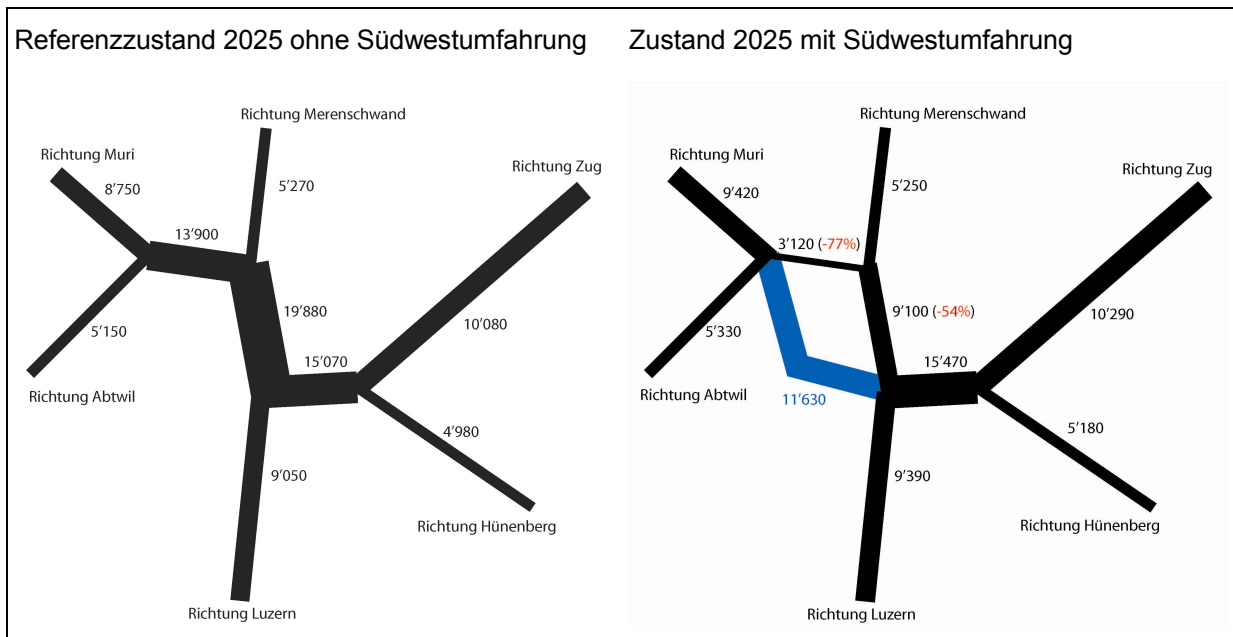 Referenzzustand 2025 ohne Südwestumfahrung
Richtung Merenschwand
Richtung Muri
Richtung Zug
8'750
5'270
13'900
19'880
10'080
5'150
15'070
Richtung Abtwil
4'980
9'050
Richtung Hünenberg
Richtung Luzern
Zustand 2025 mit Südwestumfahrung
Richtung Merenschwand
Richtung Muri
Richtung Zug
9'420
5'250
3'120 (-77%)
9'100 (-54%)
10'290
5'330
15'470
Richtung Abtwil
11'630
5'180
9'390
Richtung Hünenberg
Richtung Luzern